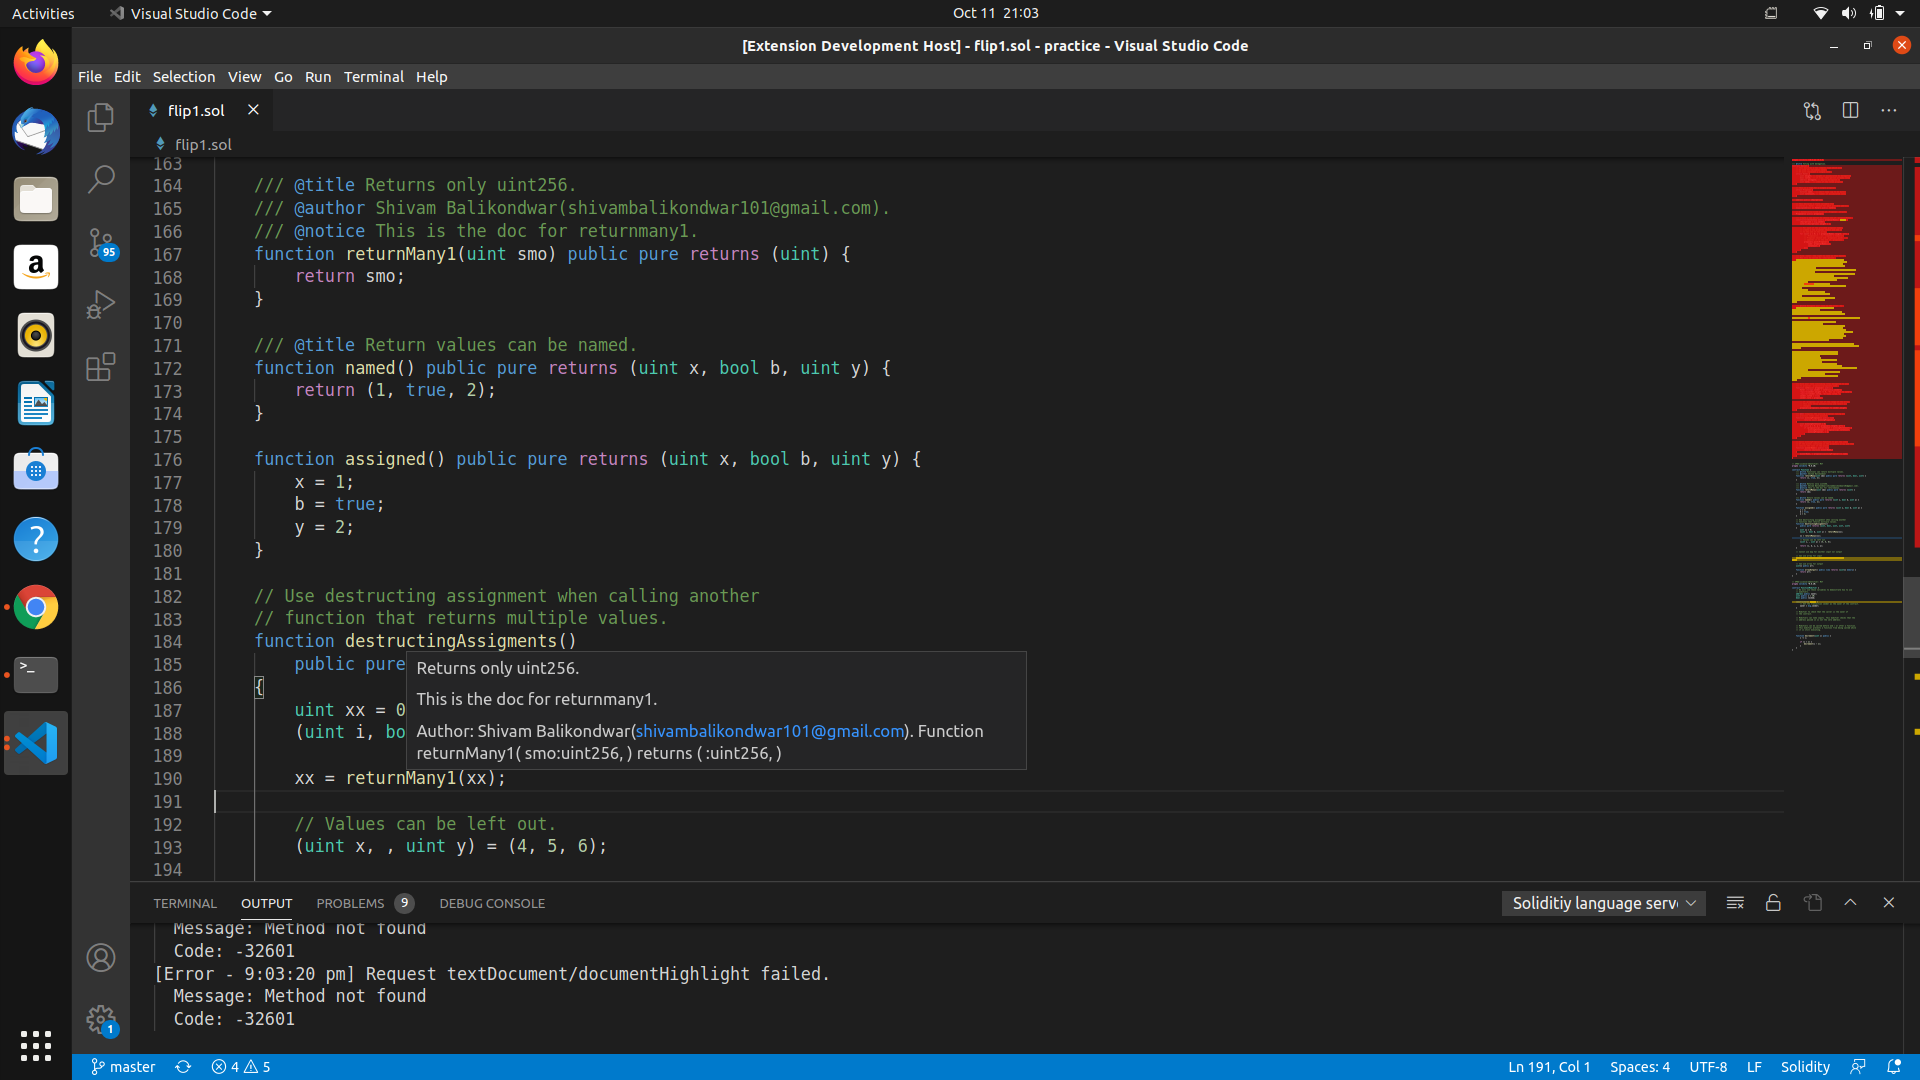 Activities
Visual Studio Code
Oct 11 21:03
[Extension Development Host] - flip1.sol - practice - Visual Studio Code
File Edit Selection View Go Run Terminal Help
flip1.sol
flip1.sol
163
164 /// @title Returns only uint256.
165 /// @author Shivam Balikondwar(shivambalikondwar101@gmail.com).
166 /// @notice This is the doc for returnmany1.
167 function returnMany1(uint smo) public pure returns (uint) {
168 return smo;
169 }
170
171 /// @title Return values can be named.
172 function named() public pure returns (uint x, bool b, uint y) {
173 return (1, true, 2);
174 }
175
176 function assigned() public pure returns (uint x, bool b, uint y) {
177 x = 1;
178 b = true;
179 y = 2;
180 }
181
182 // Use destructing assignment when calling another
183 // function that returns multiple values.
184 function destructingAssigments()
185 public pure
186 {
187 uint xx = 0
188 (uint i, bo
189
Returns only uint256.
This is the doc for returnmany1.
Author: Shivam Balikondwar(shivambalikondwar101@gmail.com). Function
returnMany1( smo:uint256, ) returns ( :uint256, )
190 xx = returnMany1(xx);
191
192 // Values can be left out.
193 (uint x, , uint y) = (4, 5, 6);
194
95
a
?
>_
1
TERMINAL OUTPUT PROBLEMS 9 DEBUG CONSOLE
Soliditiy language serv
Message: Method not found
Code: -32601
[Error - 9:03:20 pm] Request textDocument/documentHighlight failed.
Message: Method not found
Code: -32601
master 4 5
Ln 191, Col 1 Spaces: 4 UTF-8 LF Solidity